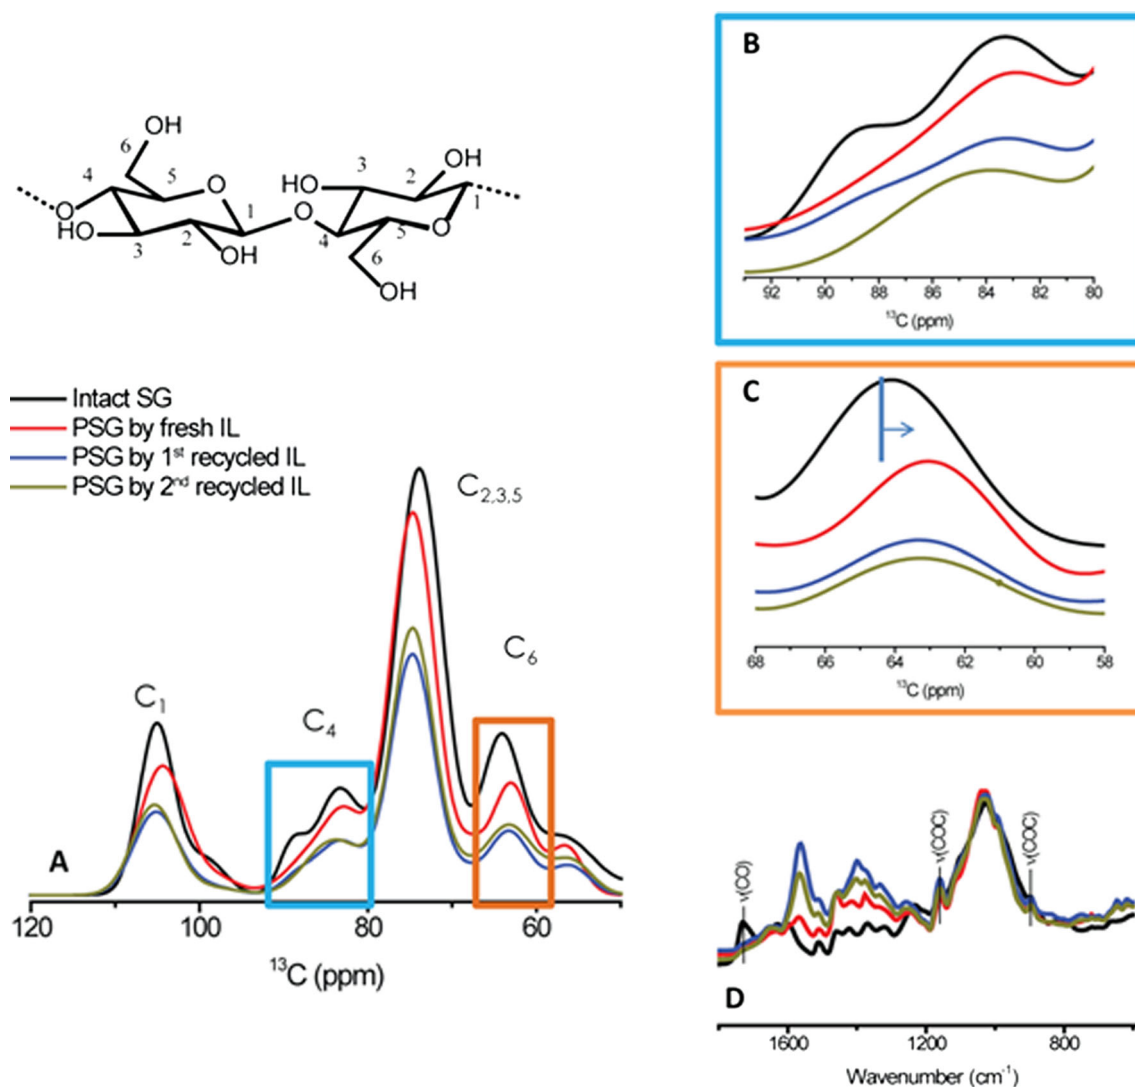 OH
6
4
5
O
O
HO
3
2
OH
1
O
HO
3
2
OH
4
5
O
1
6
OH
Intact SG
PSG by fresh IL
PSG by 1st recycled IL
PSG by 2nd recycled IL
C2,3,5
C1
C4
C6
A
120 100 80 60
13C (ppm)
B
92 90 88 86 84 82 80
13C (ppm)
C
68 66 64 62 60 58
13C (ppm)
ν(CO)
ν(COC)
ν(COC)
D
1600 1200 800
Wavenumber (cm-1)